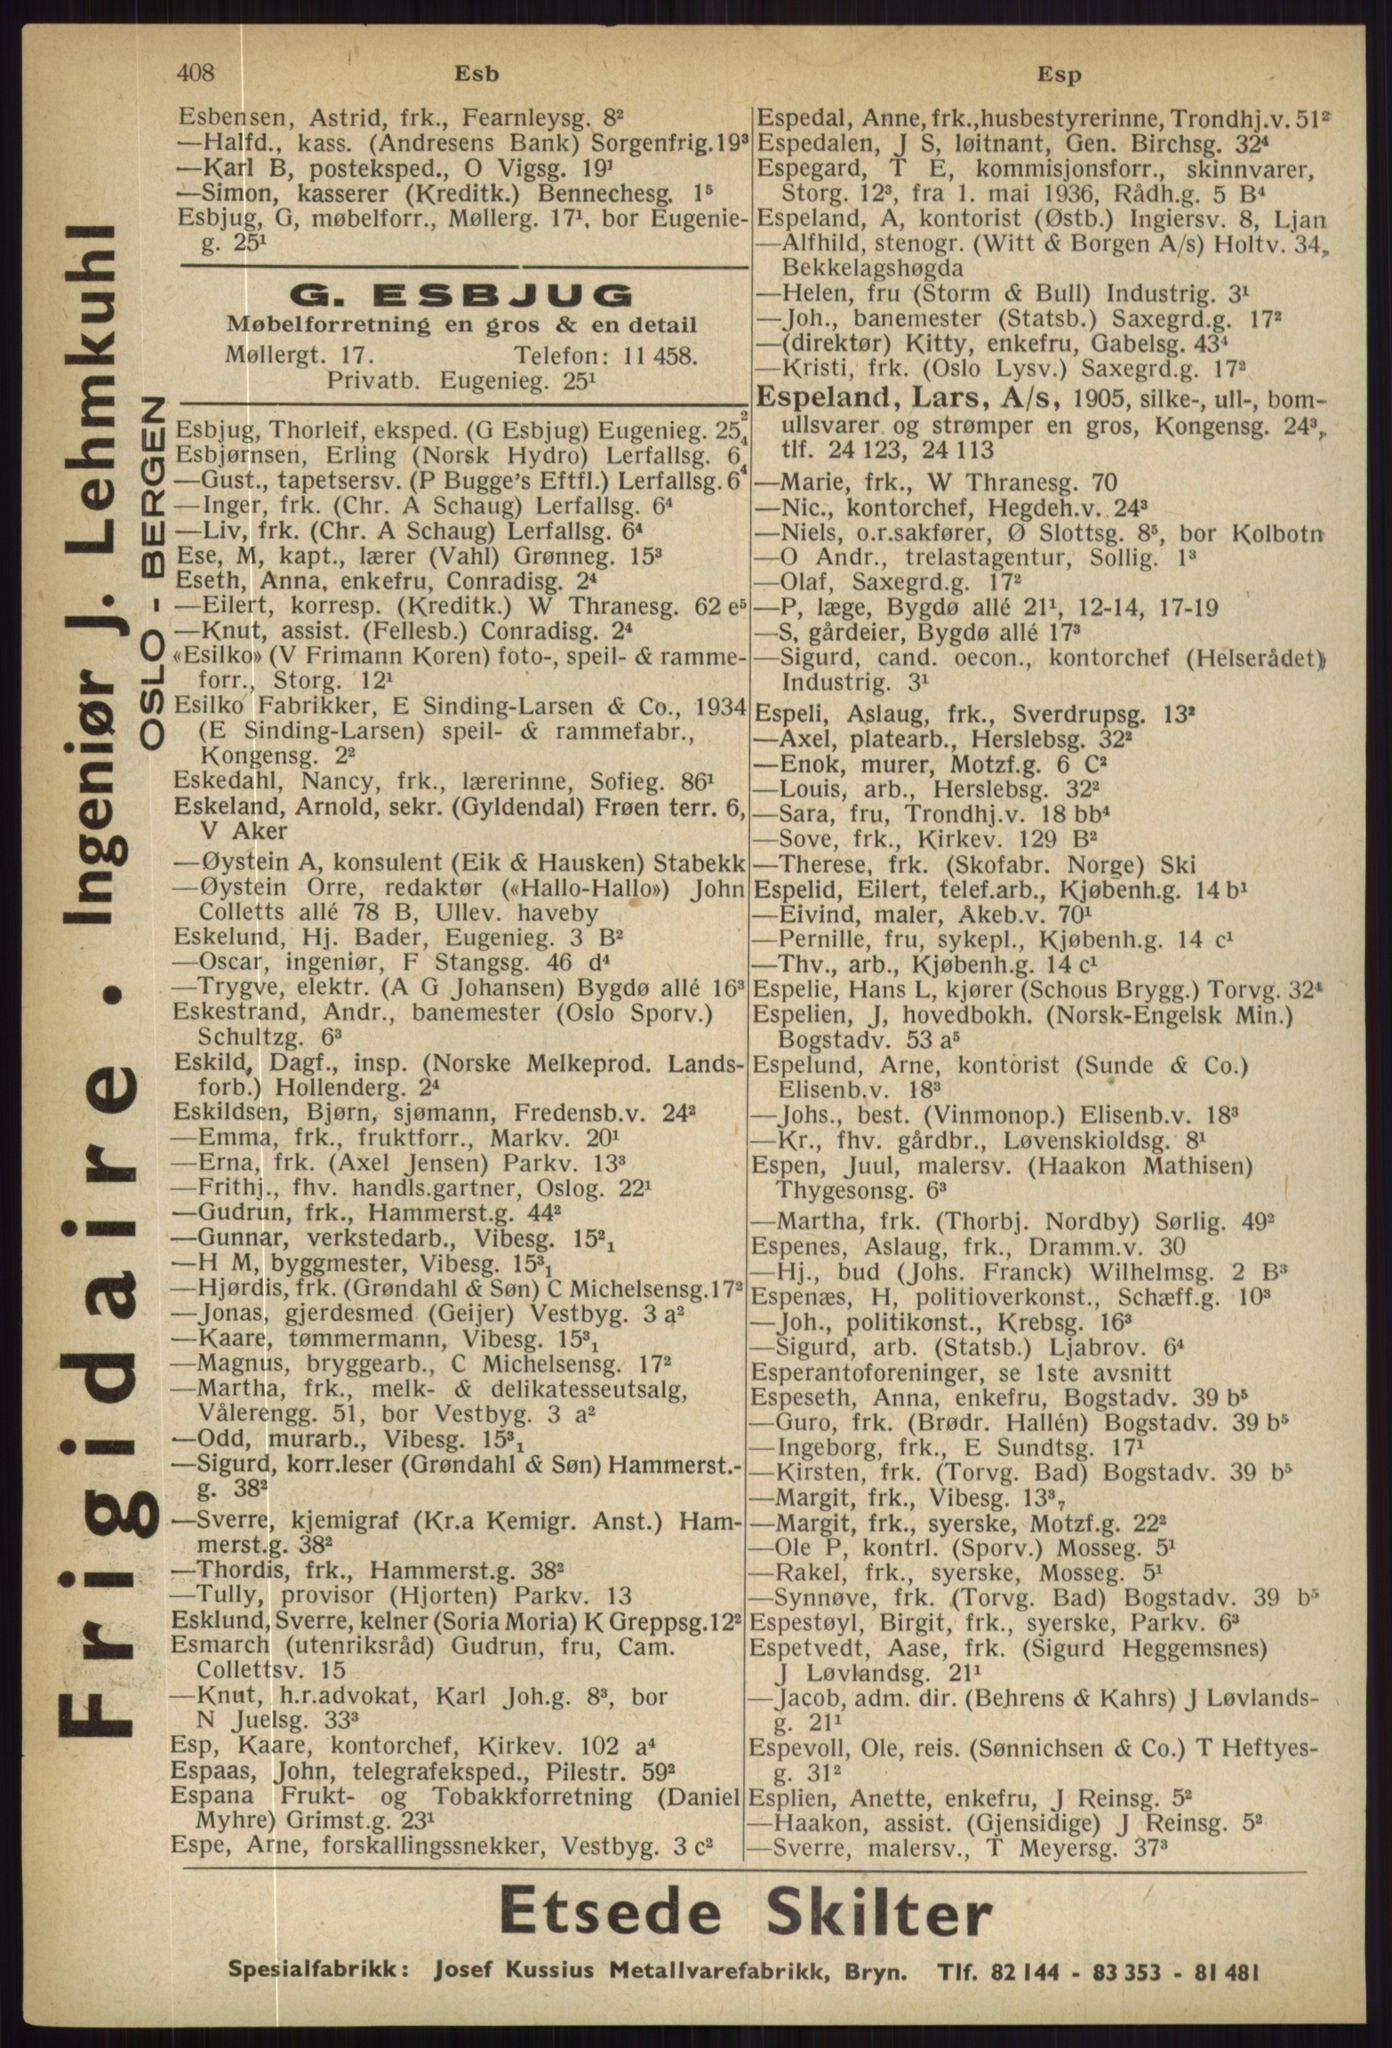 408
Esb
Esp
Frigidaire • Ingeniør J. Lehmkuhl
OSLO - BERGEN
Esbensen, Astrid, frk., Fearnleysg. 8²
—Halfd., kass. (Andresens Bank) Sorgenfrig. 19³
—Karl B, posteksped., O Vigsg. 19¹
—Simon, kasserer (Kreditk.) Bennechesg. 1⁵
Esbjug, G, møbelforr., Møllerg. 17¹, bor Eugenie-
g. 25¹
G. ESBJUG
Møbelforretning en gros & en detail
Møllergt. 17. Telefon: 11 458.
Privatb. Eugenieg. 25¹
Esbjug, Thorleif, eksped. (G Esbjug) Eugenieg. 25²
Esbjørnsen, Erling (Norsk Hydro) Lerfallsg. 6⁴
—Gust., tapetsersv. (P Bugge's Eftfl.) Lerfallsg. 6⁴
—Inger, frk. (Chr. A Schaug) Lerfallsg. 6⁴
—Liv, frk. (Chr. A Schaug) Lerfallsg. 6⁴
Ese, M, kapt., lærer (Vahl) Grønneg. 15³
Eseth, Anna, enkefru, Conradisg. 2⁴
—Eilert, korresp. (Kreditk.) W Thranesg. 62 e⁵
—Knut, assist. (Fellesb.) Conradisg. 2⁴
«Esilko» (V Frimann Koren) foto-, speil- & ramme-
forr., Storg. 12¹
Esilko Fabrikker, E Sinding-Larsen & Co., 1934
(E Sinding-Larsen) speil- & rammefabr.,
Kongensg. 2²
Eskedahl, Nancy, frk., lærerinne, Sofieg. 86¹
Eskeland, Arnold, sekr. (Gyldendal) Frøen terr. 6,
V Aker
—Øystein A, konsulent (Eik & Hausken) Stabekk
—Øystein Orre, redaktør («Hallo-Hallo») John
Colletts allé 78 B, Ullev. haveby
Eskelund, Hj. Bader, Eugenieg. 3 B²
—Oscar, ingeniør, F Stangsg. 46 d⁴
—Trygve, elektr. (A G Johansen) Bygdø allé 16³
Eskestrand, Andr., banemester (Oslo Sporv.)
Schultzg. 6³
Eskild, Dagf., insp. (Norske Melkeprod. Lands-
forb.) Hollenderg. 2⁴
Eskildsen, Bjørn, sjømann, Fredensb.v. 24²
—Emma, frk., fruktforr., Markv. 20¹
—Erna, frk. (Axel Jensen) Parkv. 13³
—Frithj., fhv. handls.gartner, Oslog. 22¹
—Gudrun, frk., Hammerst.g. 44²
—Gunnar, verkstedarb., Vibesg. 15²₁
—H M, byggmester, Vibesg. 15³₁
—Hjørdis, frk. (Grøndahl & Søn) C Michelsensg. 17²
—Jonas, gjerdesmed (Geijer) Vestbyg. 3 a²
—Kaare, tømmermann, Vibesg. 15³₁
—Magnus, bryggearb., C Michelsensg. 17²
—Martha, frk., melk- & delikatesseutsalg,
Vålerengg. 51, bor Vestbyg. 3 a²
—Odd, murarb., Vibesg. 15³₁
—Sigurd, korr.leser (Grøndahl & Søn) Hammerst.-
g. 38²
—Sverre, kjemigraf (Kr.a Kemigr. Anst.) Ham-
merst.g. 38²
—Thordis, frk., Hammerst.g. 38²
—Tully, provisor (Hjorten) Parkv. 13
Esklund, Sverre, kelner (Soria Moria) K Greppsg. 12²
Esmarch (utenriksråd) Gudrun, fru, Cam.
Collettsv. 15
—Knut, h.r.advokat, Karl Joh.g. 8³, bor
N Juelsg. 33³
Esp, Kaare, kontorchef, Kirkev. 102 a⁴
Espaas, John, telegrafeksped., Pilestr. 59²
Espana Frukt- og Tobakkforretning (Daniel
Myhre) Grimst.g. 23¹
Espe, Arne, forskallingssnekker, Vestbyg. 3 c²
Espedal, Anne, frk., husbestyrerinne, Trondhj.v. 51²
Espedalen, J S, løitnant, Gen. Birchsg. 32⁴
Espegard, T E, kommisjonsforr., skinnvarer,
Storg. 12³, fra 1. mai 1936, Rådh.g. 5 B⁴
Espeland, A, kontorist (Østb.) Ingiersv. 8, Ljan
—Alfhild, stenogr. (Witt & Borgen A/s) Holtv. 34,
Bekkelagshøgda
—Helen, fru (Storm & Bull) Industrig. 3¹
—Joh., banemester (Statsb.) Saxegrd.g. 17²
—(direktør) Kitty, enkefru, Gabelsg. 43⁴
—Kristi, frk. (Oslo Lysv.) Saxegrd.g. 17²
Espeland, Lars, A/s, 1905, silke-, ull-, bom-
ullsvarer og strømper en gros, Kongensg. 24³,
tlf. 24 123, 24 113
—Marie, frk., W Thranesg. 70
—Nic., kontorchef, Hegdeh.v. 24³
—Niels, o.r.sakfører, Ø Slottsg. 8⁵, bor Kolbotn
—O Andr., trelastagentur, Sollig. 1³
—Olaf, Saxegrd.g. 17²
—P, læge, Bygdø allé 21¹, 12-14, 17-19
—S, gårdeier, Bygdø allé 17³
—Sigurd, cand. oecon., kontorchef (Helserådet)
Industrig. 3¹
Espeli, Aslaug, frk., Sverdrupsg. 13²
—Axel, platearb., Herslebsg. 32²
—Enok, murer, Motzf.g. 6 C²
—Louis, arb., Herslebsg. 32²
—Sara, fru, Trondhj.v. 18 bb⁴
—Sove, frk., Kirkev. 129 B²
—Therese, frk. (Skofabr. Norge) Ski
Espelid, Eilert, telef.arb., Kjøbenh.g. 14 b¹
—Eivind, maler, Akeb.v. 70¹
—Pernille, fru, sykepl., Kjøbenh.g. 14 c¹
—Thv., arb., Kjøbenh.g. 14 c¹
Espelie, Hans L, kjører (Schous Brygg.) Torvg. 32⁴
Espelien, J, hovedbokh. (Norsk-Engelsk Min.)
Bogstadv. 53 a⁵
Espelund, Arne, kontorist (Sunde & Co.)
Elisenb.v. 18³
—Johs., best. (Vinmonop.) Elisenb.v. 18³
—Kr., fhv. gårdbr., Løvenskioldsg. 8¹
Espen, Juul, malersv. (Haakon Mathisen)
Thygesonsg. 6³
—Martha, frk. (Thorbj. Nordby) Sørlig. 49²
Espenes, Aslaug, frk., Dramm.v. 30
—Hj., bud (Johs. Franck) Wilhelmsg. 2 B³
Espenæs, H, politioverkonst., Schæff.g. 10³
—Joh., politikonst., Krebsg. 16³
—Sigurd, arb. (Statsb.) Ljabrov. 6⁴
Esperantoforeninger, se 1ste avsnitt
Espeseth, Anna, enkefru, Bogstadv. 39 b⁵
—Guro, frk. (Brødr. Hallén) Bogstadv. 39 b⁵
—Ingeborg, frk., E Sundtsg. 17¹
—Kirsten, frk. (Torvg. Bad) Bogstadv. 39 b⁵
—Margit, frk., Vibesg. 13³₇
—Margit, frk., syerske, Motzf.g. 22²
—Ole P, kontrl. (Sporv.) Mosseg. 5¹
—Rakel, frk., syerske, Mosseg. 5¹
—Synnøve, frk. (Torvg. Bad) Bogstadv. 39 b⁵
Espestøyl, Birgit, frk., syerske, Parkv. 6³
Espetvedt, Aase, frk. (Sigurd Heggemsnes)
J Løvlandsg. 21¹
—Jacob, adm. dir. (Behrens & Kahrs) J Løvlands-
g. 21¹
Espevoll, Ole, reis. (Sønnichsen & Co.) T Heftyes-
g. 31²
Esplien, Anette, enkefru, J Reinsg. 5²
—Haakon, assist. (Gjensidige) J Reinsg. 5²
—Sverre, malersv., T Meyersg. 37³
Etsede Skilter
Spesialfabrikk: Josef Kussius Metallvarefabrikk, Bryn. Tlf. 82 144 - 83 353 - 81 481